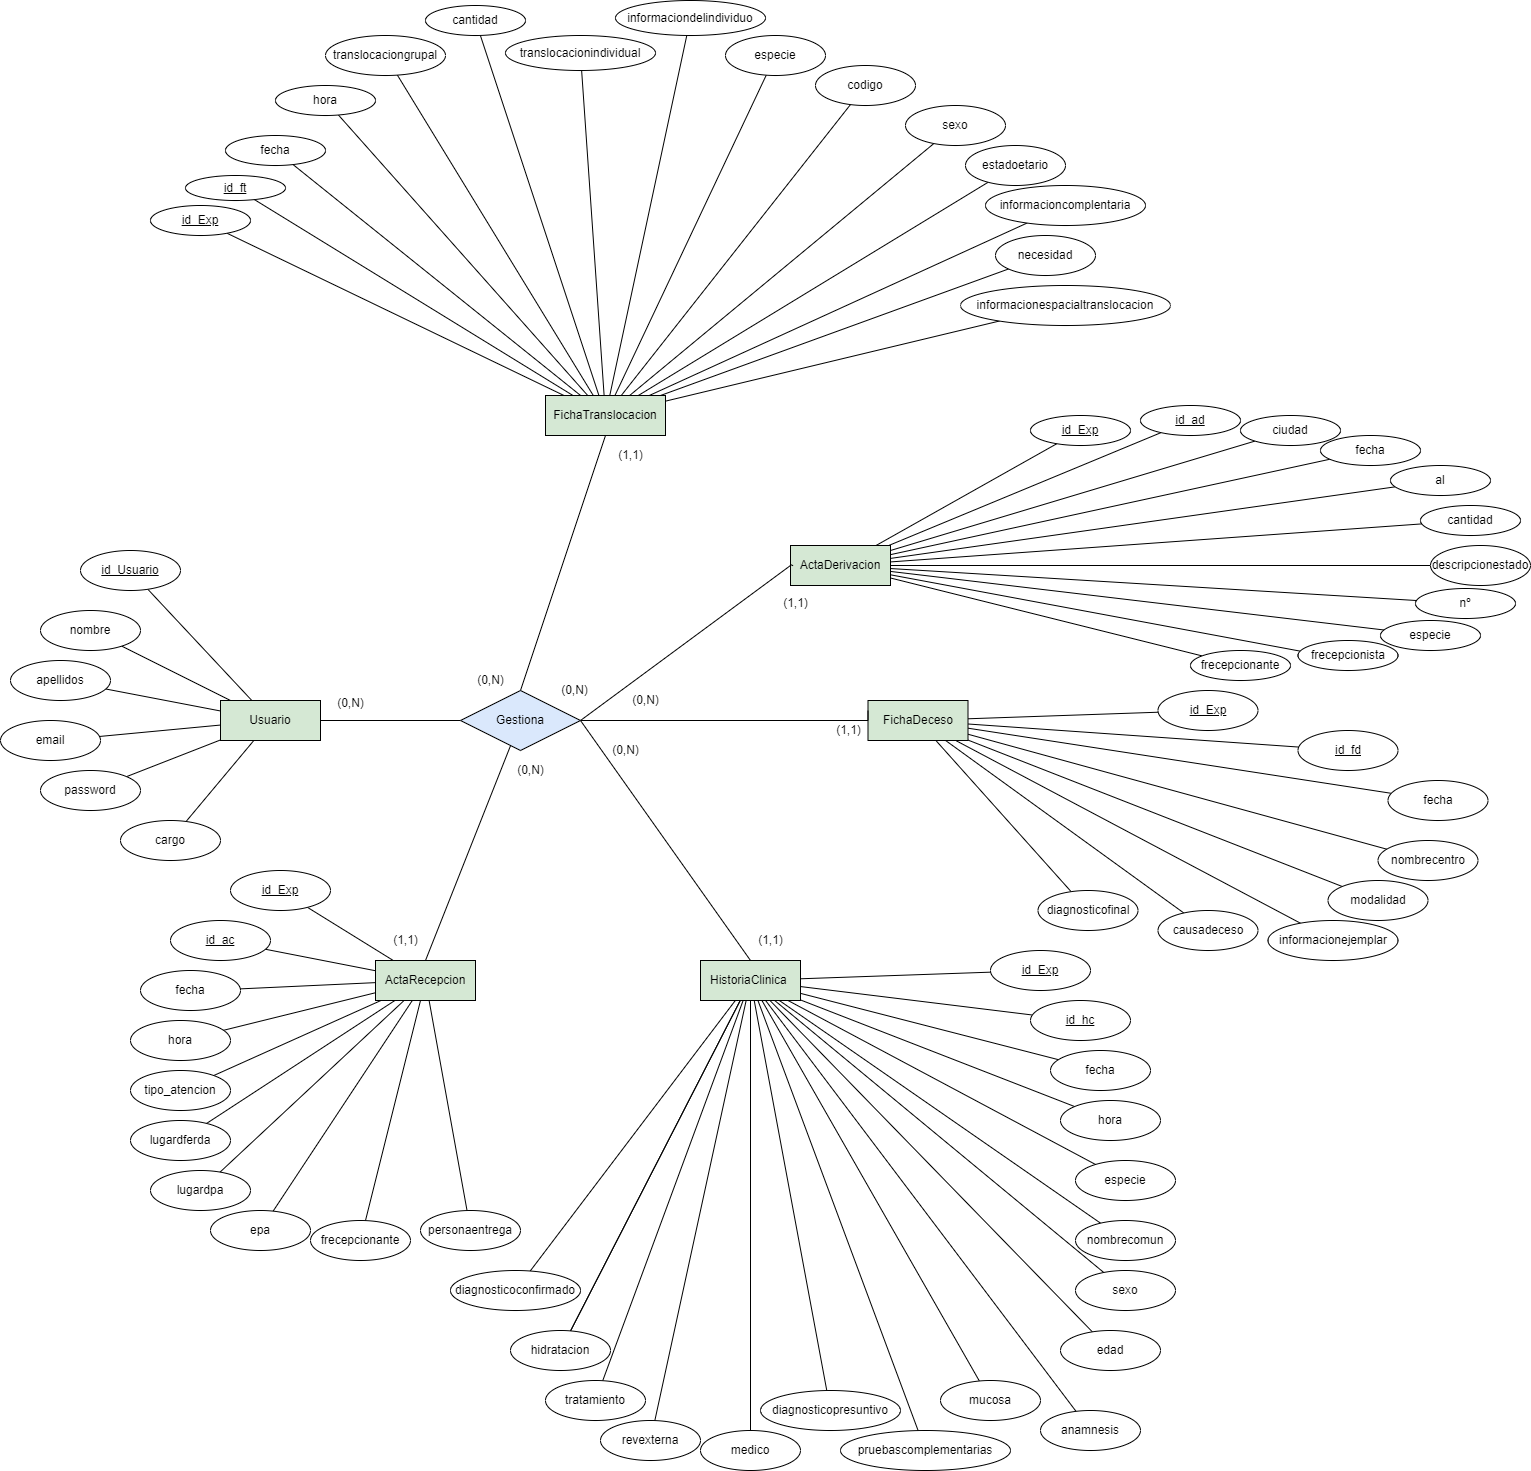 informaciondelindividuo
cantidad
translocaciongrupal
translocacionindividual
especie
codigo
hora
sexo
fecha
estadoetario
id_ft
informacioncomplentaria
id_Exp
necesidad
informacionespacialtranslocacion
FichaTranslocacion
(1,1)
id_Exp
id_ad
ciudad
fecha
al
cantidad
ActaDerivacion
descripcionestado
(1,1)
nº
especie
frecepcionista
frecepcionante
id_Usuario
nombre
apellidos
email
password
cargo
Usuario
(0,N)
(0,N)
(0,N)
(0,N)
Gestiona
(0,N)
(0,N)
(1,1)
FichaDeceso
id_Exp
id_fd
fecha
nombrecentro
modalidad
informacionejemplar
causadeceso
diagnosticofinal
id_Exp
(1,1)
id_ac
ActaRecepcion
fecha
hora
tipo_atencion
lugardferda
lugardpa
epa
frecepcionante
personaentrega
(1,1)
HistoriaClinica
id_Exp
id_hc
fecha
hora
especie
nombrecomun
sexo
edad
anamnesis
mucosa
pruebascomplementarias
diagnosticopresuntivo
medico
revexterna
tratamiento
hidratacion
diagnosticoconfirmado